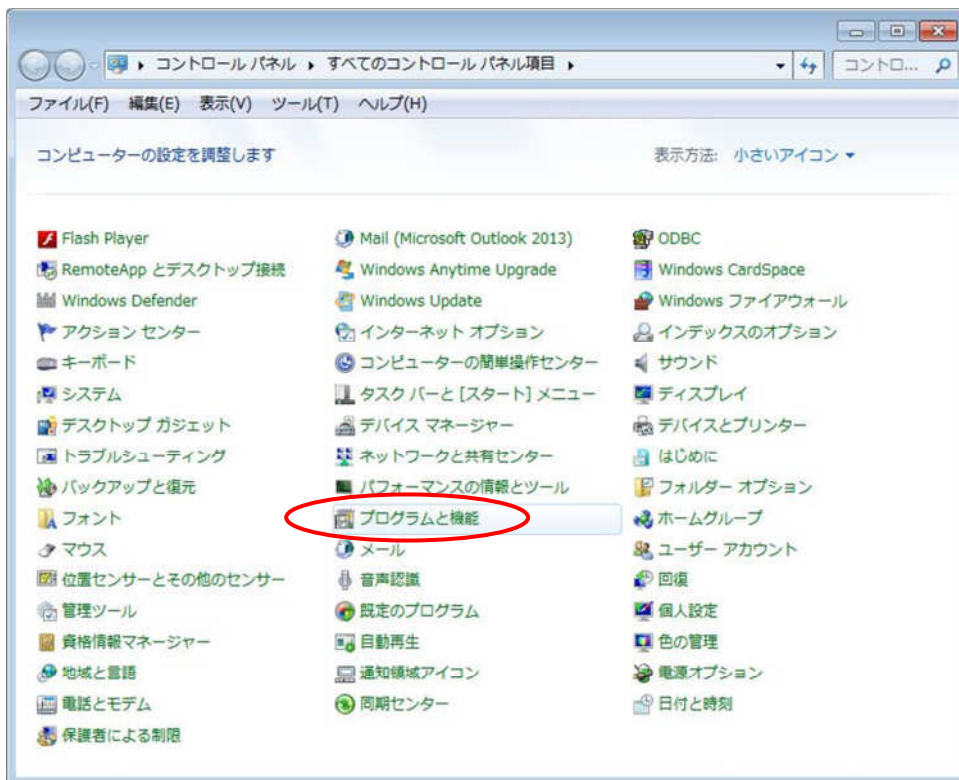 コントロール パネル ▸ すべてのコントロール パネル項目 ▸ コントロ...
ファイル(F) 編集(E) 表示(V) ツール(T) ヘルプ(H)
コンピューターの設定を調整します 表示方法: 小さいアイコン
Flash Player Mail (Microsoft Outlook 2013) ODBC
RemoteApp とデスクトップ接続 Windows Anytime Upgrade Windows CardSpace
Windows Defender Windows Update Windows ファイアウォール
アクション センター インターネット オプション インデックスのオプション
キーボード コンピューターの簡単操作センター サウンド
システム タスク バーと [スタート] メニュー ディスプレイ
デスクトップ ガジェット デバイス マネージャー デバイスとプリンター
トラブルシューティング ネットワークと共有センター はじめに
バックアップと復元 パフォーマンスの情報とツール フォルダー オプション
フォント プログラムと機能 ホームグループ
マウス メール ユーザー アカウント
位置センサーとその他のセンサー 音声認識 回復
管理ツール 既定のプログラム 個人設定
資格情報マネージャー 自動再生 色の管理
地域と言語 通知領域アイコン 電源オプション
電話とモデム 同期センター 日付と時刻
保護者による制限